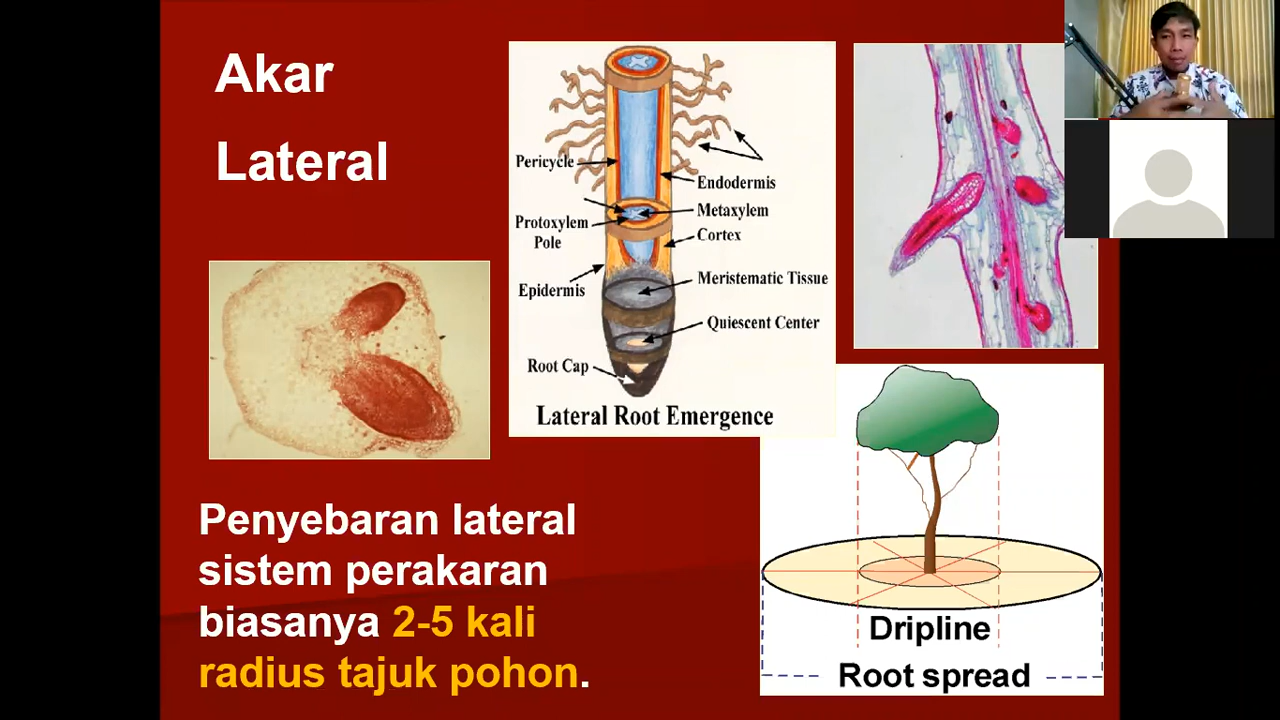 Akar
Lateral
Pericycle
Endodermis
Metaxylem
Protoxylem
Pole
Cortex
Epidermis
Meristematic Tissue
Quiescent Center
Root Cap
Lateral Root Emergence
Penyebaran lateral
sistem perakaran
biasanya 2-5 kali
radius tajuk pohon.
Dripline
Root spread